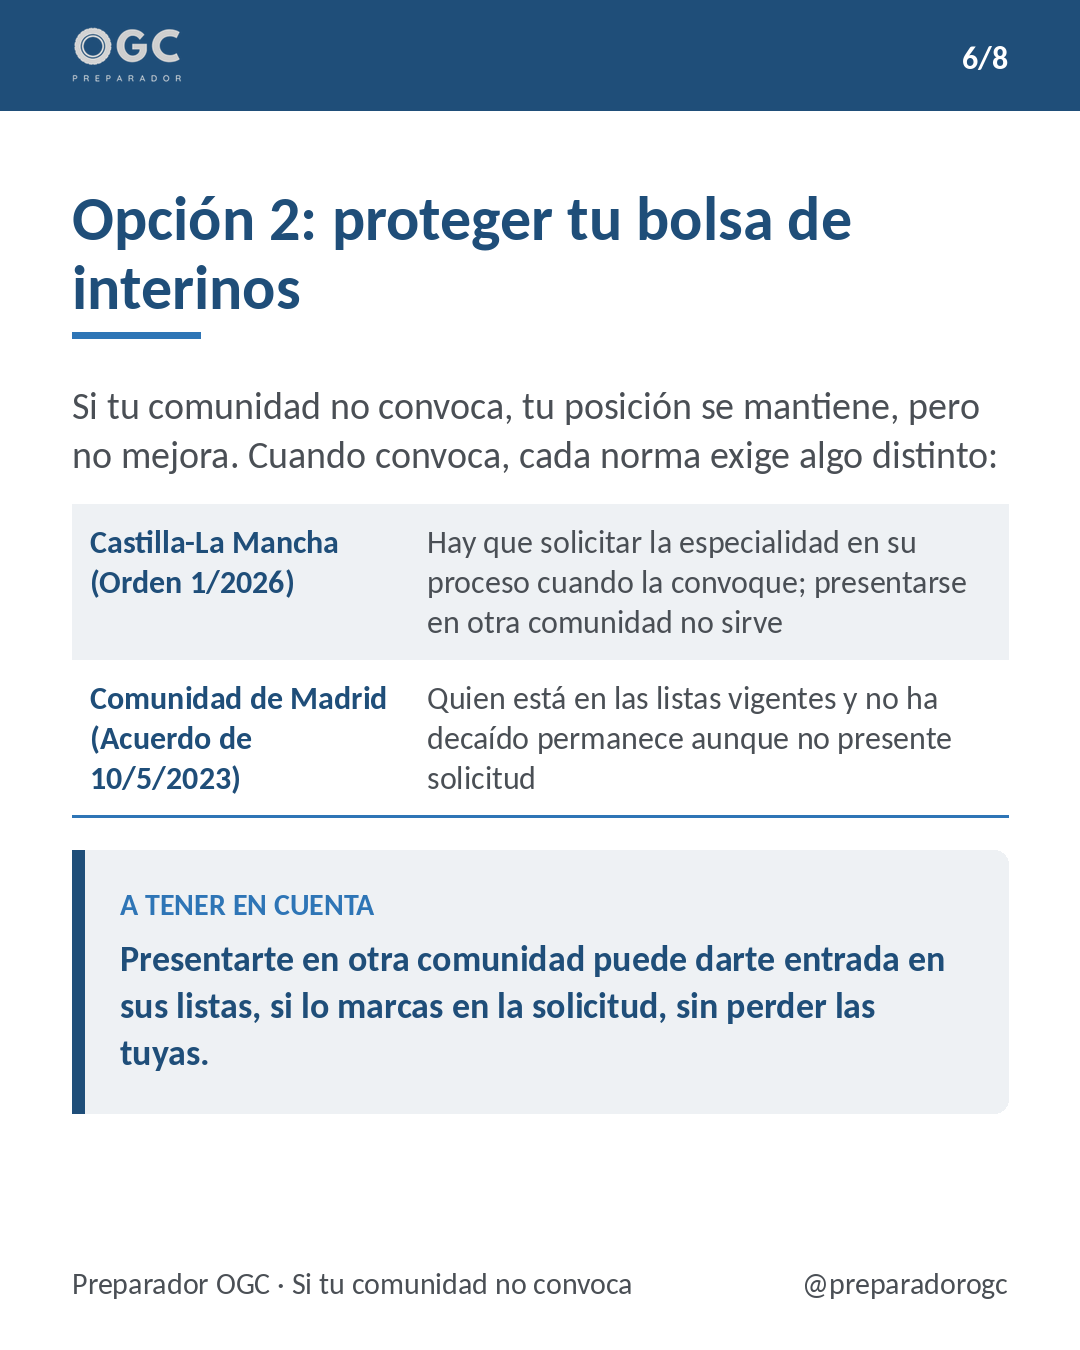 OGC
PREPARADOR
6/8
Opción 2: proteger tu bolsa de
interinos
Si tu comunidad no convoca, tu posición se mantiene, pero
no mejora. Cuando convoca, cada norma exige algo distinto:
Castilla-La Mancha
(Orden 1/2026)
Hay que solicitar la especialidad en su
proceso cuando la convoque; presentarse
en otra comunidad no sirve
Comunidad de Madrid
(Acuerdo de
10/5/2023)
Quien está en las listas vigentes y no ha
decaído permanece aunque no presente
solicitud
A TENER EN CUENTA
Presentarte en otra comunidad puede darte entrada en
sus listas, si lo marcas en la solicitud, sin perder las
tuyas.
Preparador OGC · Si tu comunidad no convoca
@preparadorogc